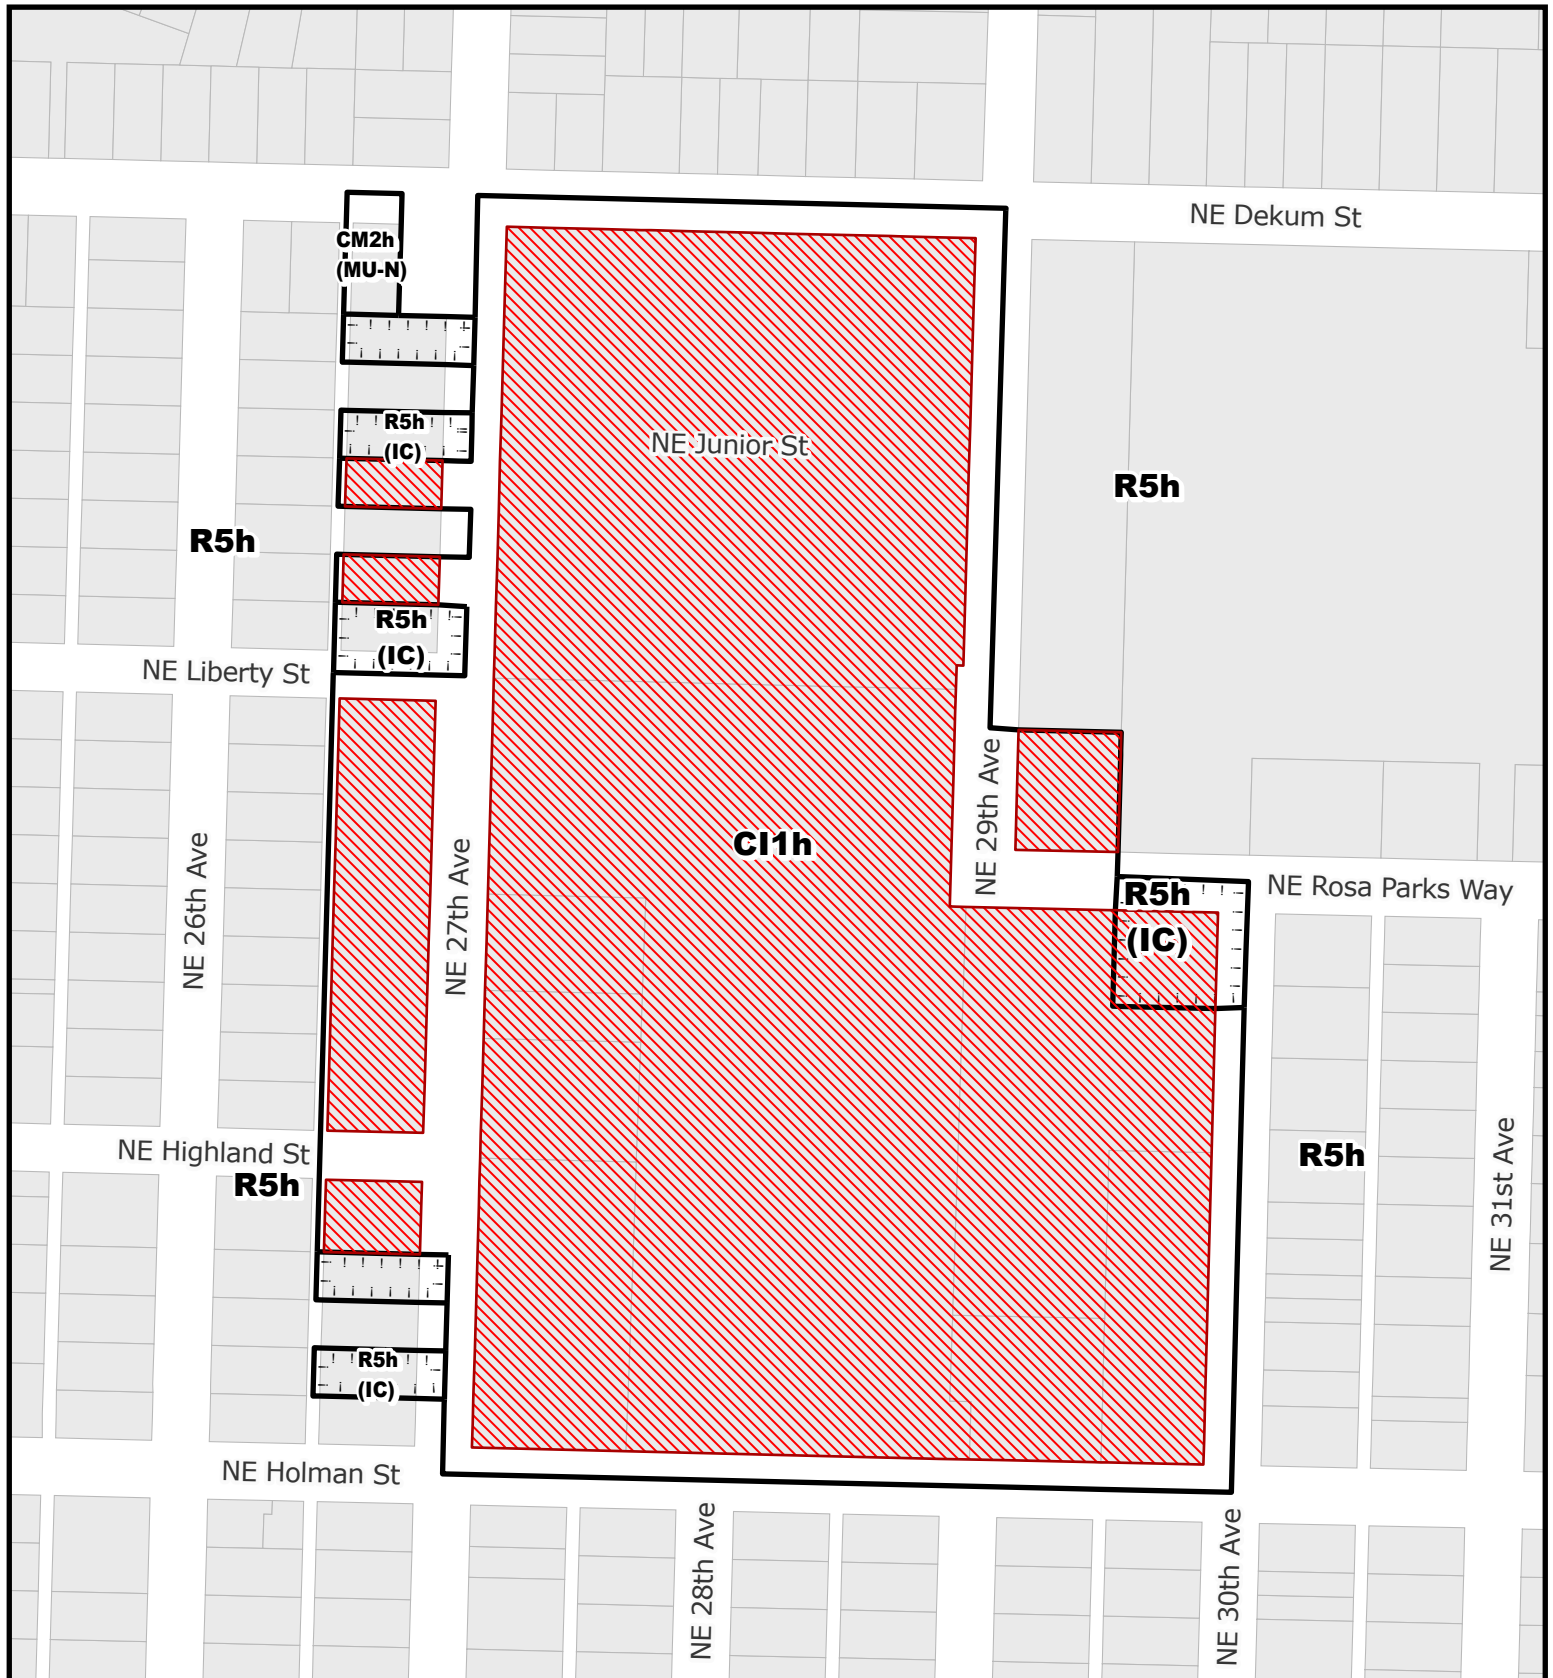 NE Dekum St
CM2h
(MU-N)
R5h
(IC)
NE Junior St
R5h
R5h
R5h
(IC)
NE Liberty St
NE 29th Ave
NE 26th Ave
NE 27th Ave
CI1h
NE Rosa Parks Way
R5h
(IC)
NE Highland St
R5h
R5h
NE 31st Ave
R5h
(IC)
NE Holman St
NE 28th Ave
NE 30th Ave